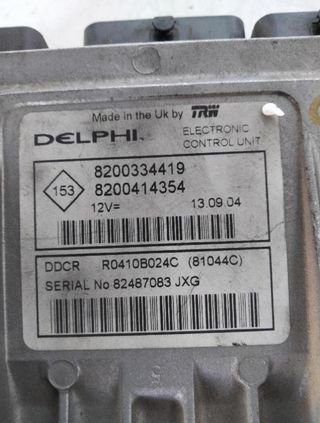 Made in the Uk by TRW
DELPHI
ELECTRONIC
CONTROL UNIT
153
8200334419
8200414354
12V=
13.09.04
DDCR R0410B024C (81044C)
SERIAL No 82487083 JXG